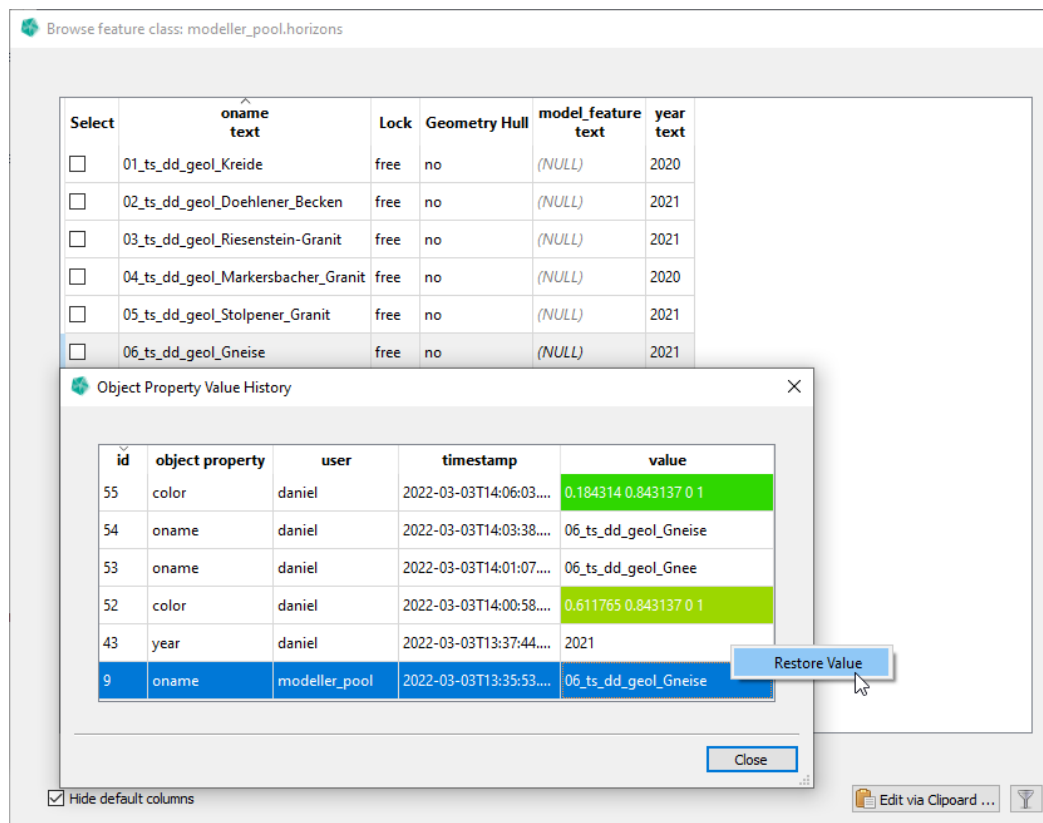 Browse feature class: modeller_pool.horizons
Select oname text Lock Geometry Hull model_feature text year text
01_ts_dd_geol_Kreide free no (NULL) 2020
02_ts_dd_geol_Doehlener_Becken free no (NULL) 2021
03_ts_dd_geol_Riesenstein-Granit free no (NULL) 2021
04_ts_dd_geol_Markersbacher_Granit free no (NULL) 2020
05_ts_dd_geol_Stolpener_Granit free no (NULL) 2021
06_ts_dd_geol_Gneise free no (NULL) 2021
Object Property Value History
id object property user timestamp value
55 color daniel 2022-03-03T14:06:03.... 0.184314 0.843137 0 1
54 oname daniel 2022-03-03T14:03:38.... 06_ts_dd_geol_Gneise
53 oname daniel 2022-03-03T14:01:07.... 06_ts_dd_geol_Gnee
52 color daniel 2022-03-03T14:00:58.... 0.611765 0.843137 0 1
43 year daniel 2022-03-03T13:37:44.... 2021
Restore Value
9 oname modeller_pool 2022-03-03T13:35:53.... 06_ts_dd_geol_Gneise
Close
Hide default columns
Edit via Clipoard ...